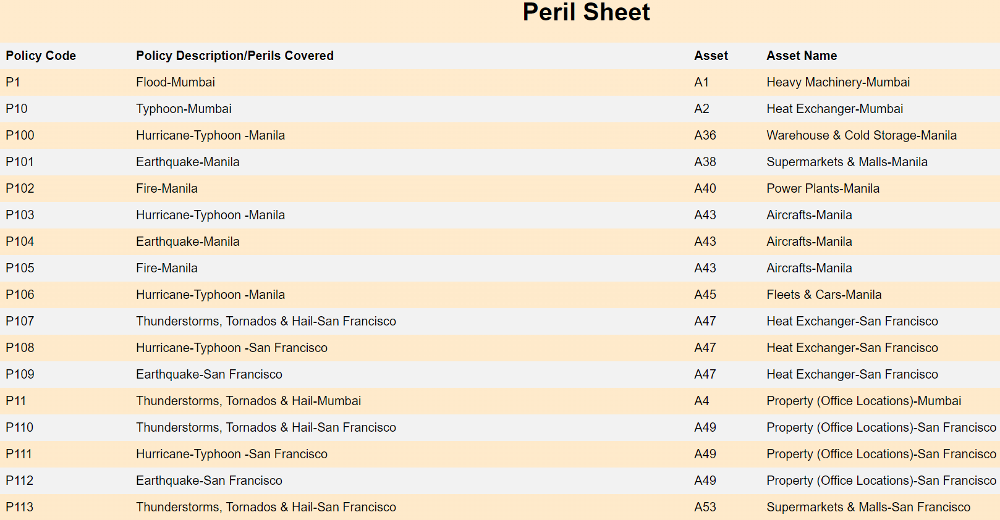 Peril Sheet
Policy Code Policy Description/Perils Covered Asset Asset Name
P1 Flood-Mumbai A1 Heavy Machinery-Mumbai
P10 Typhoon-Mumbai A2 Heat Exchanger-Mumbai
P100 Hurricane-Typhoon -Manila A36 Warehouse & Cold Storage-Manila
P101 Earthquake-Manila A38 Supermarkets & Malls-Manila
P102 Fire-Manila A40 Power Plants-Manila
P103 Hurricane-Typhoon -Manila A43 Aircrafts-Manila
P104 Earthquake-Manila A43 Aircrafts-Manila
P105 Fire-Manila A43 Aircrafts-Manila
P106 Hurricane-Typhoon -Manila A45 Fleets & Cars-Manila
P107 Thunderstorms, Tornados & Hail-San Francisco A47 Heat Exchanger-San Francisco
P108 Hurricane-Typhoon -San Francisco A47 Heat Exchanger-San Francisco
P109 Earthquake-San Francisco A47 Heat Exchanger-San Francisco
P11 Thunderstorms, Tornados & Hail-Mumbai A4 Property (Office Locations)-Mumbai
P110 Thunderstorms, Tornados & Hail-San Francisco A49 Property (Office Locations)-San Francisco
P111 Hurricane-Typhoon -San Francisco A49 Property (Office Locations)-San Francisco
P112 Earthquake-San Francisco A49 Property (Office Locations)-San Francisco
P113 Thunderstorms, Tornados & Hail-San Francisco A53 Supermarkets & Malls-San Francisco